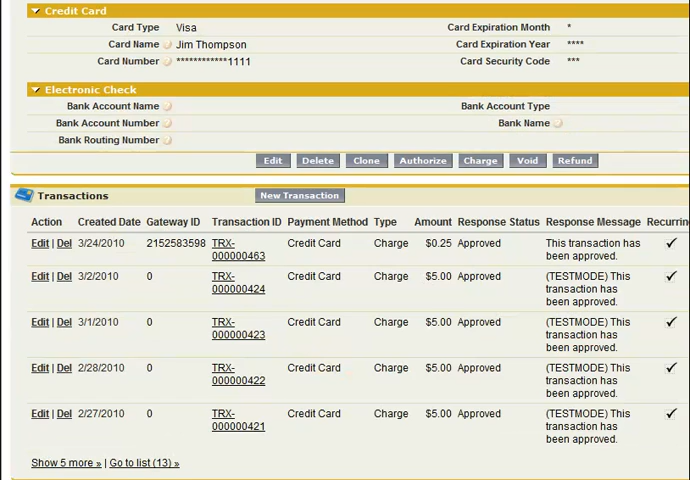 Credit Card
Card Type Visa Card Expiration Month *
Card Name Jim Thompson Card Expiration Year ****
Card Number ************1111 Card Security Code ***
Electronic Check
Bank Account Name Bank Account Type
Bank Account Number Bank Name
Bank Routing Number
Edit Delete Clone Authorize Charge Void Refund
Transactions New Transaction
Action Created Date Gateway ID Transaction ID Payment Method Type Amount Response Status Response Message Recurrin
Edit | Del 3/24/2010 2152583598 TRX- Credit Card Charge $0.25 Approved This transaction has
000000463 been approved.
Edit | Del 3/2/2010 0 TRX- Credit Card Charge $5.00 Approved (TESTMODE) This
000000424 transaction has
been approved.
Edit | Del 3/1/2010 0 TRX- Credit Card Charge $5.00 Approved (TESTMODE) This
000000423 transaction has
been approved.
Edit | Del 2/28/2010 0 TRX- Credit Card Charge $5.00 Approved (TESTMODE) This
000000422 transaction has
been approved.
Edit | Del 2/27/2010 0 TRX- Credit Card Charge $5.00 Approved (TESTMODE) This
000000421 transaction has
been approved.
Show 5 more » | Go to list (13) »